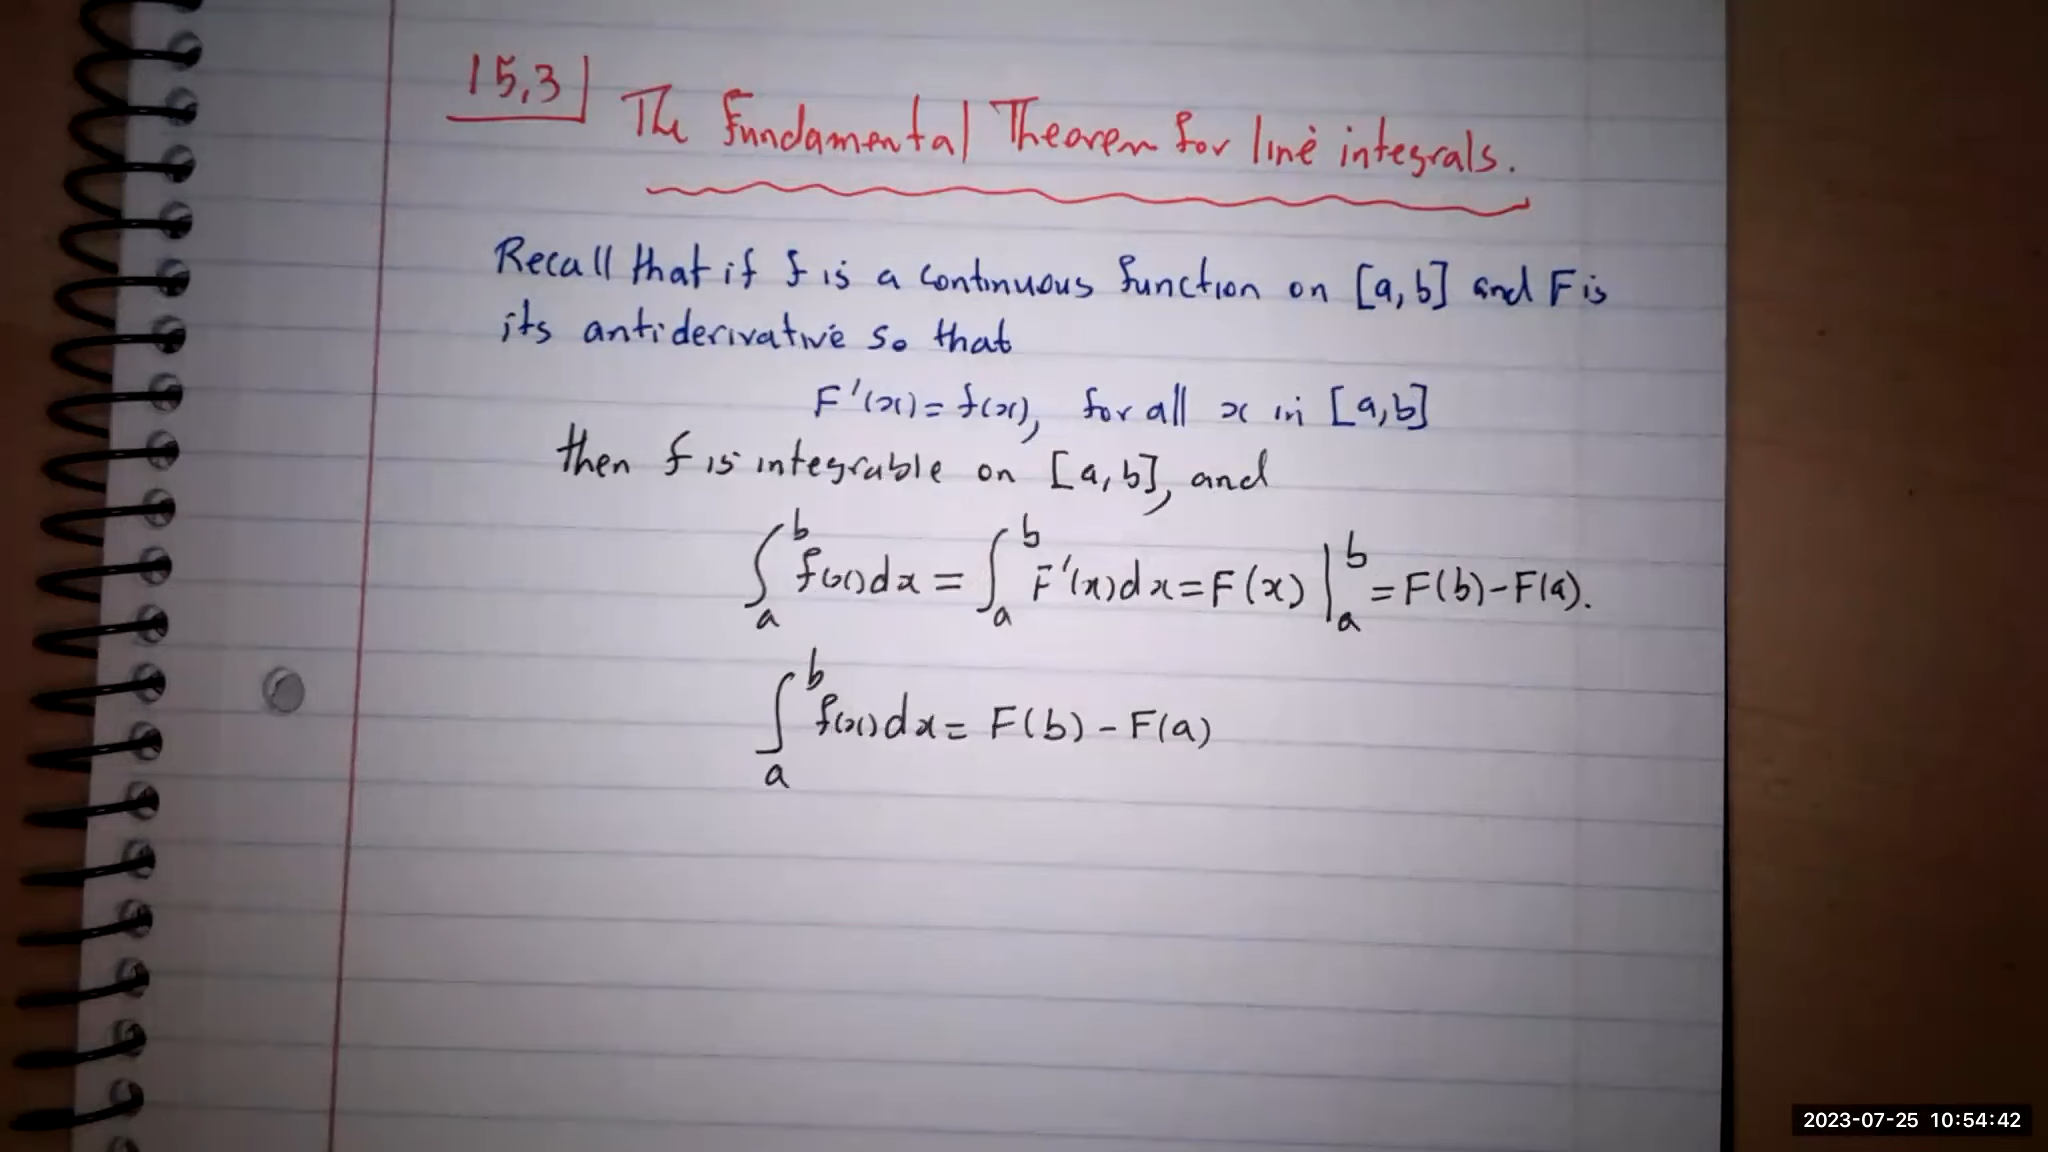 15,3
The Fundamental Theorem for line integrals.
Recall that if f is a continuous function on [a, b] and F is
its antiderivative so that
F'(x) = f(x), for all x in [a,b]
then f is integrable on [a, b], and
∫_a^b f(x)dx = ∫_a^b F'(x)dx = F(x) |_a^b = F(b) - F(a).
∫_a^b f(x)dx = F(b) - F(a)
2023-07-25 10:54:42